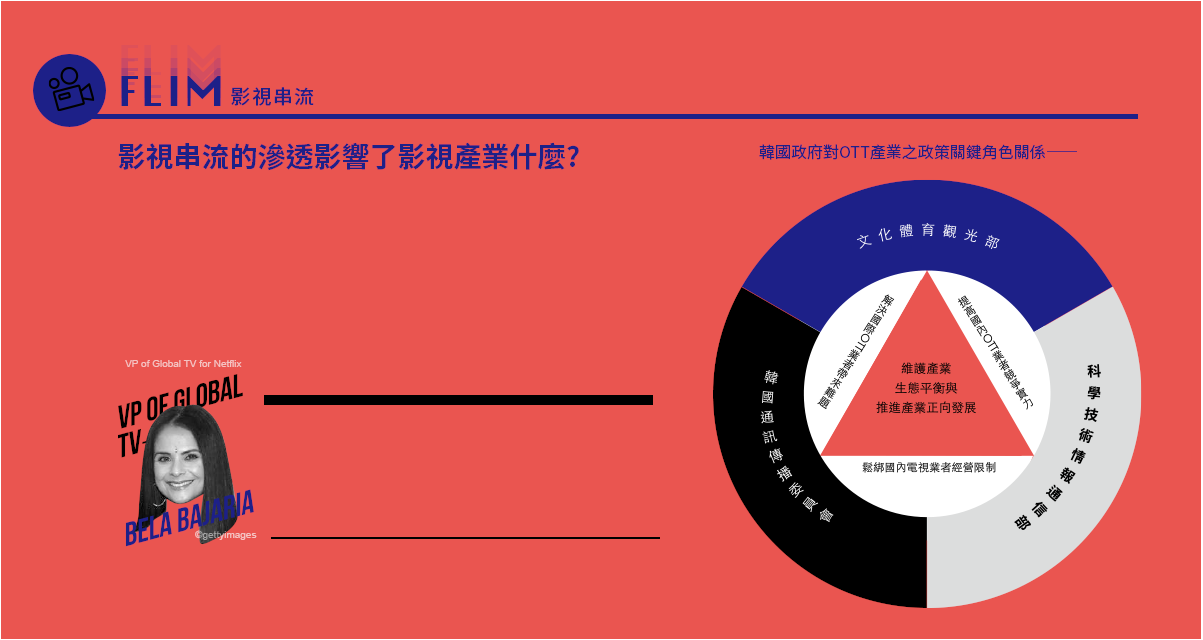 FLIM
影視串流
影視串流的滲透影響了影視產業什麼?
韓國政府對OTT產業之政策關鍵角色關係——
文化體育觀光部
解決國際OTT業者帶來難題
提高國內OTT業者競爭實力
維護產業
生態平衡與
推進產業正向發展
鬆綁國內電視業者經營限制
韓國通訊傳播委員會
科學技術情報通信部
VP of Global TV for Netflix
VP OF GLOBAL
TV-
BELA BAJARIA
©gettyimages